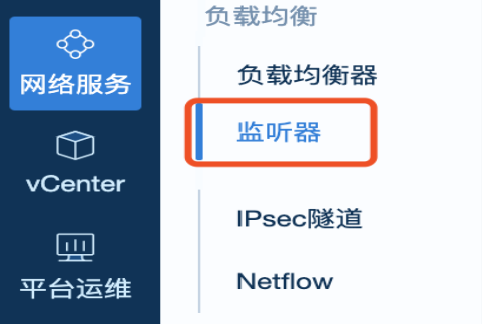 负载均衡
网络服务
负载均衡器
监听器
vCenter
IPsec隧道
平台运维
Netflow